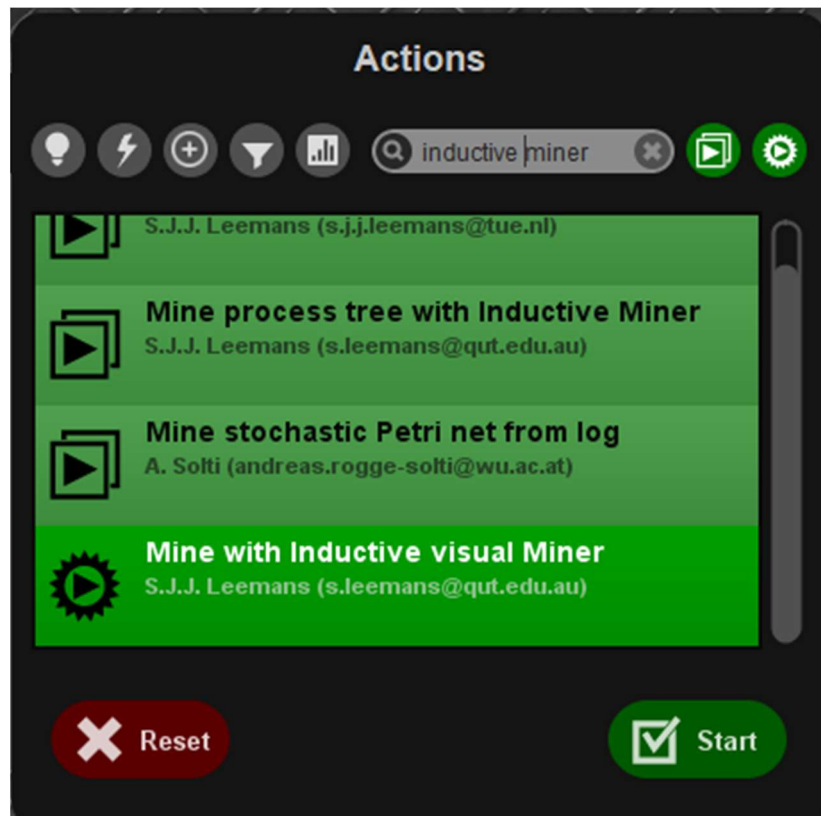 Actions
inductive miner
S.J.J. Leemans (s.j.j.leemans@tue.nl)
Mine process tree with Inductive Miner
S.J.J. Leemans (s.leemans@qut.edu.au)
Mine stochastic Petri net from log
A. Solti (andreas.rogge-solti@wu.ac.at)
Mine with Inductive visual Miner
S.J.J. Leemans (s.leemans@qut.edu.au)
Reset
Start